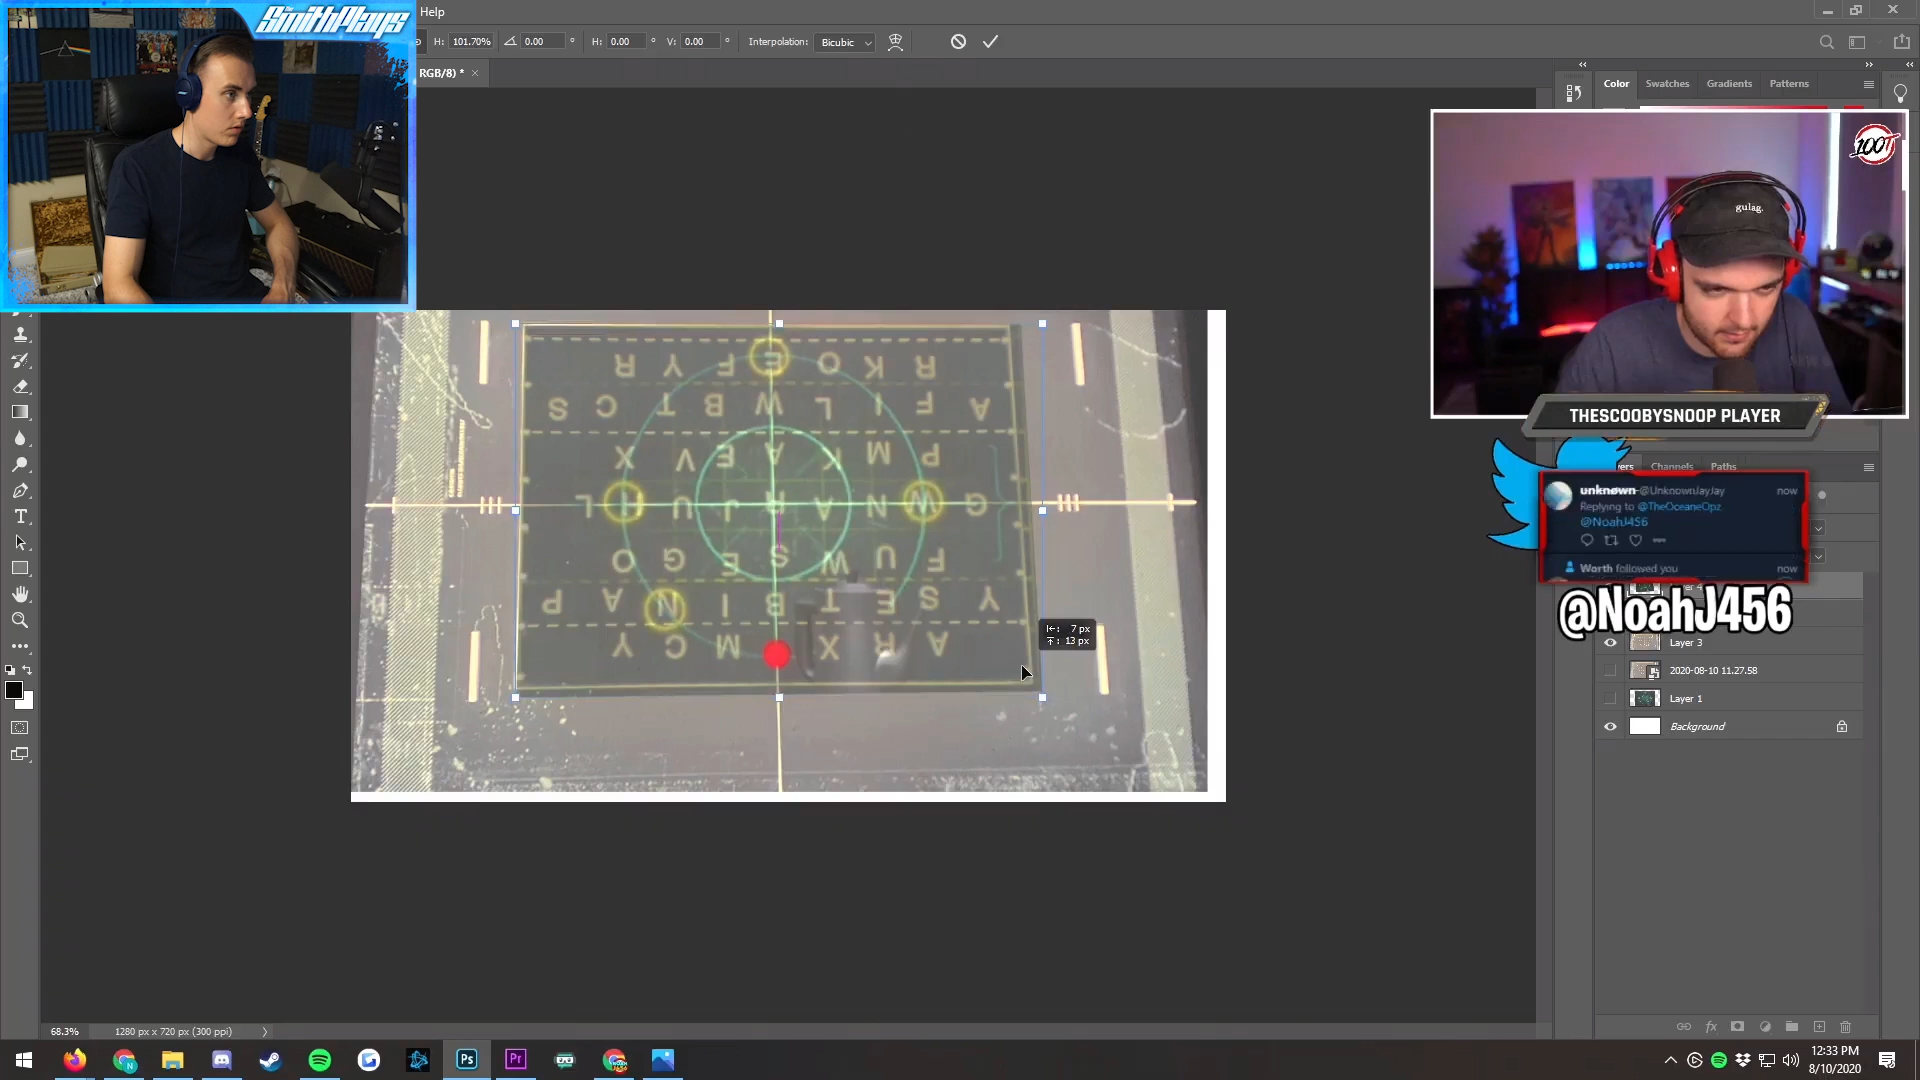 SmithPlays
Help
H: 101.70% 0.00 ° H: 0.00 ° V: 0.00 ° Interpolation: Bicubic
RGB/8) * ×
Color Swatches Gradients Patterns
100T
gulag.
THESCOOBYSNOOP PLAYER
Channels Paths
unknown @UnknownJayJay now
Replying to @TheOceaneOpz
@NoahJ456
Worth followed you now
@NoahJ456
Layer 3
2020-08-10 11.27.58
Layer 1
Background
R Y F E O K R
S C T B W L I F A
X V E A K M P
L H U J R A N W G
O G E S W U F
P A N I B T E S Y
Y C M X R A
7 px
13 px
68.3% 1280 px x 720 px (300 ppi)
Ps Pr
12:33 PM
8/10/2020